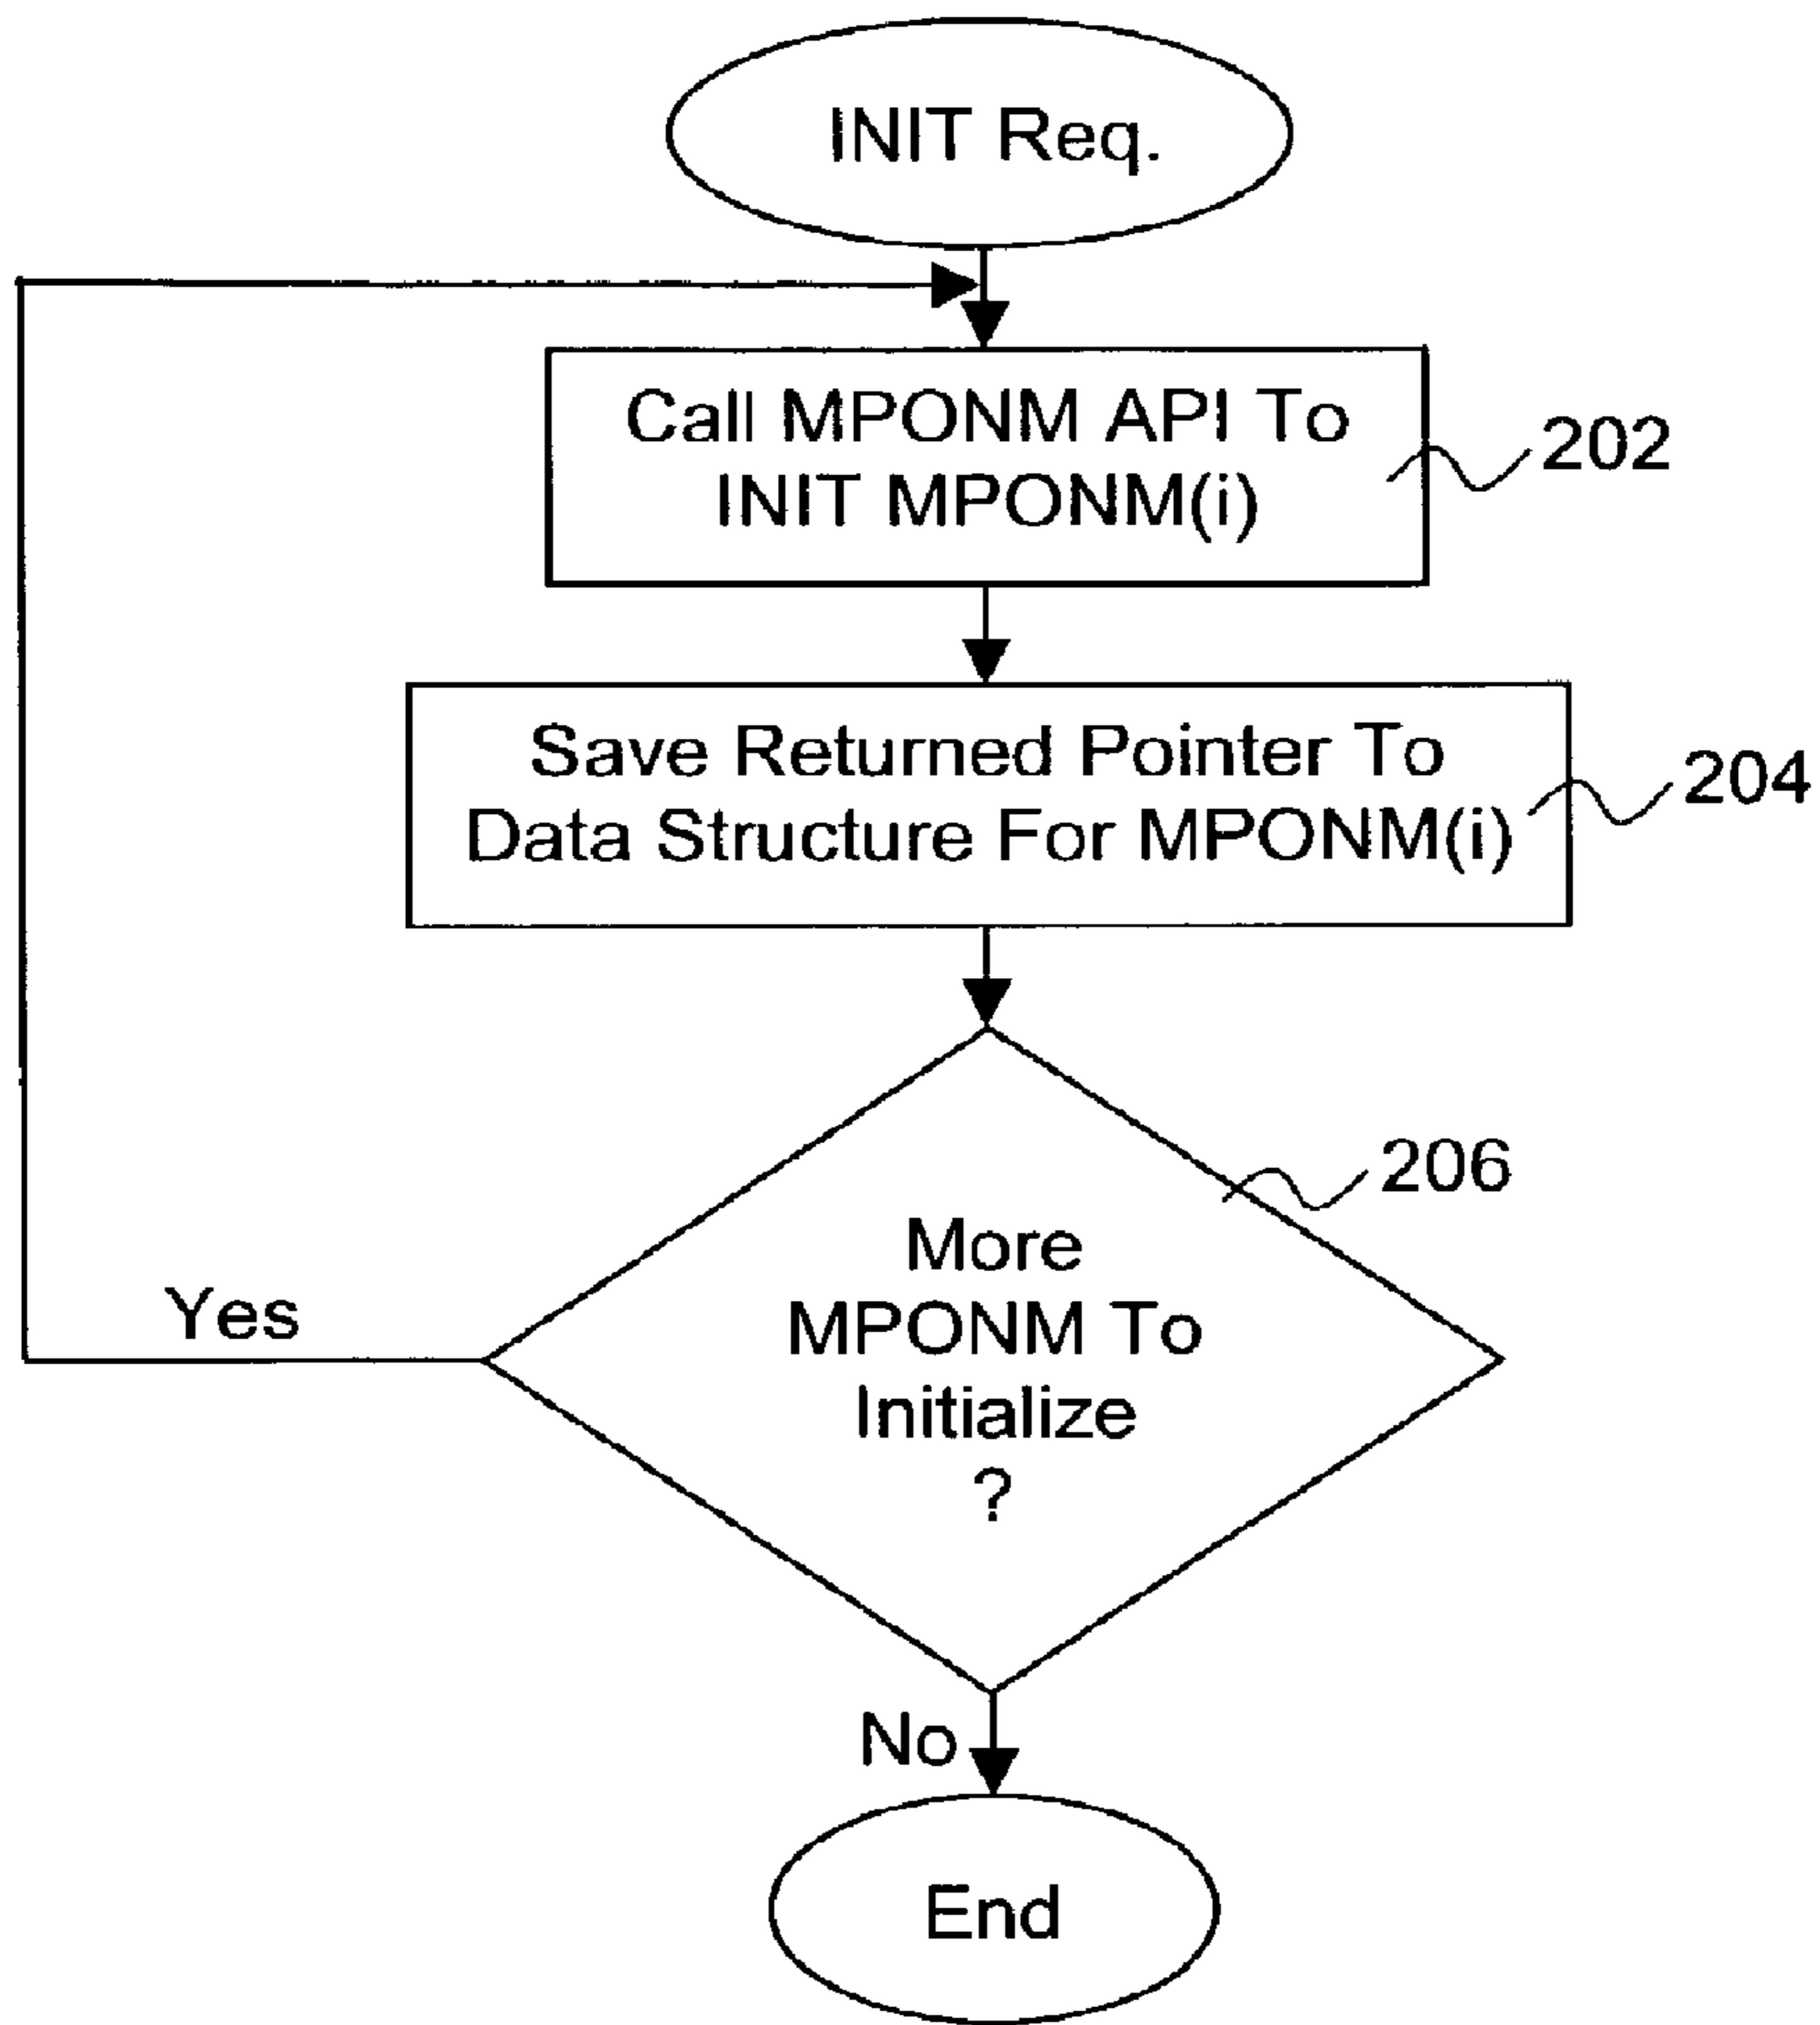 INIT Req.
Call MPONM API To
INIT MPONM(i)
202
Save Returned Pointer To
Data Structure For MPONM(i)
204
206
More
MPONM To
Initialize
?
Yes
No
End